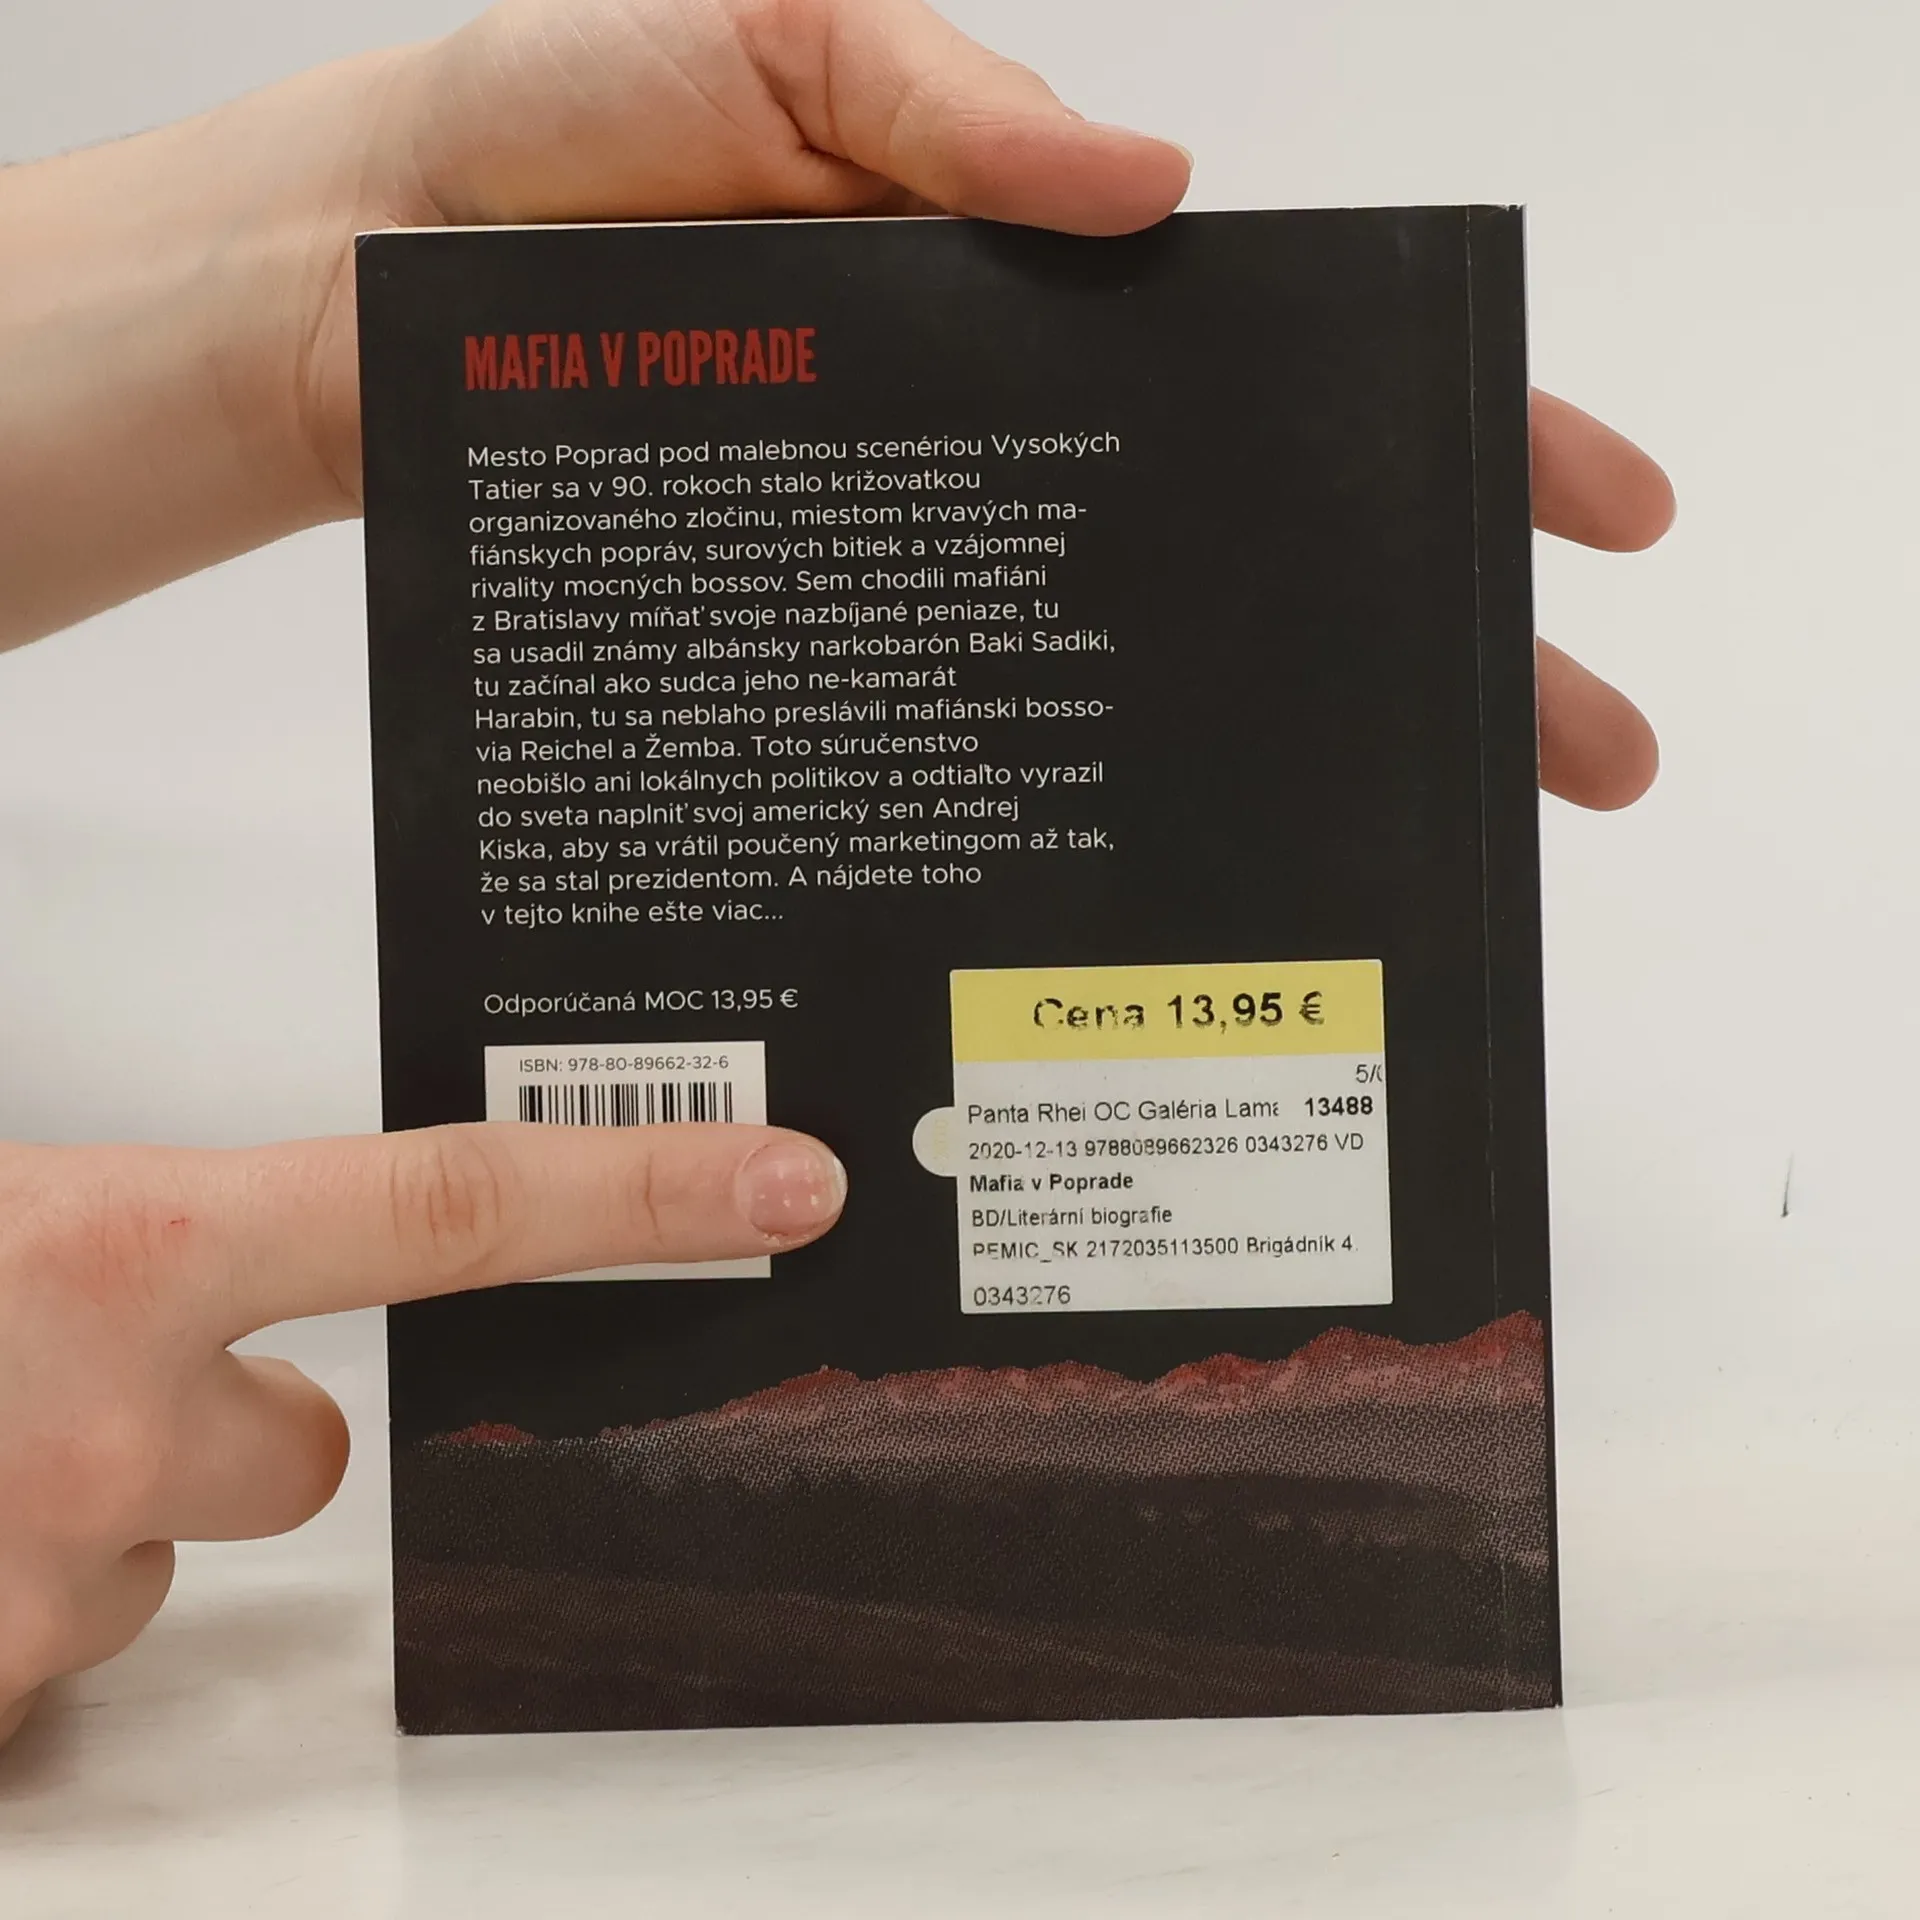 MAFIA V POPRADE
Mesto Poprad pod malebnou scenériou Vysokých
Tatier sa v 90. rokoch stalo križovatkou
organizovaného zločinu, miestom krvavých ma-
fiánskych popráv, surových bitiek a vzájomnej
rivality mocných bossov. Sem chodili mafiáni
z Bratislavy míňať svoje nazbíjané peniaze, tu
sa usadil známy albánsky narkobarón Baki Sadiki,
tu začínal ako sudca jeho ne-kamarát
Harabin, tu sa neblaho preslávili mafiánski bosso-
via Reichel a Žemba. Toto súručenstvo
neobišlo ani lokálnych politikov a odtiaľto vyrazil
do sveta naplniť svoj americký sen Andrej
Kiska, aby sa vrátil poučený marketingom až tak,
že sa stal prezidentom. A nájdete toho
v tejto knihe ešte viac...
Odporúčaná MOC 13,95 €
ISBN: 978-80-89662-32-6
Cena 13,95 €
5/
Panta Rhei OC Galéria Lama 13488
2020-12-13 9788089662326 0343276 VD
Mafia v Poprade
BD/Literární biografie
PEMIC_SK 2172035113500 Brigádnik 4.
0343276